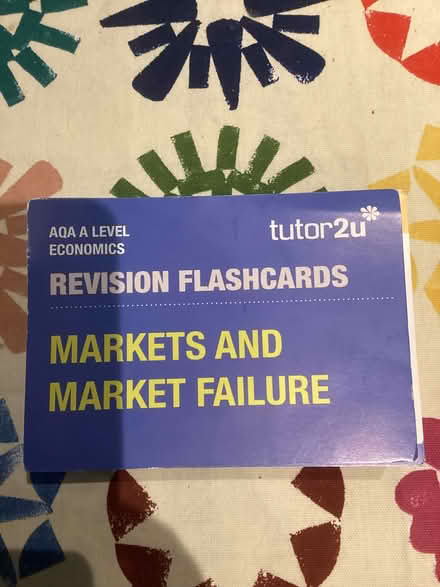 AQA A LEVEL
ECONOMICS
tutor2u
REVISION FLASHCARDS
MARKETS AND
MARKET FAILURE